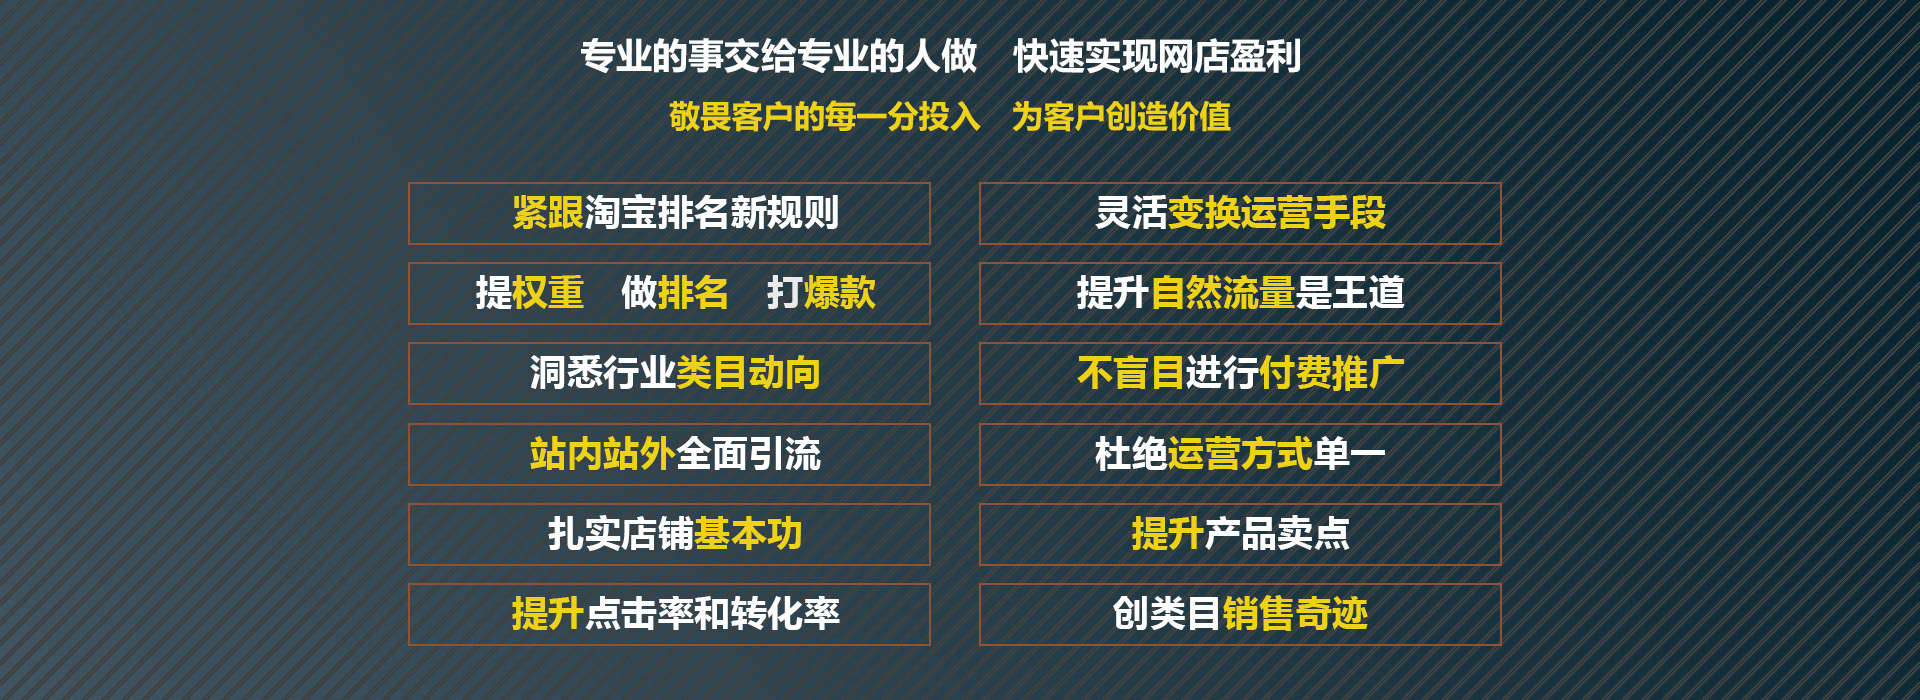 专业的事交给专业的人做 快速实现网店盈利
敬畏客户的每一分投入 为客户创造价值
紧跟淘宝排名新规则
灵活变换运营手段
提权重 做排名 打爆款
提升自然流量是王道
洞悉行业类目动向
不盲目进行付费推广
站内站外全面引流
杜绝运营方式单一
扎实店铺基本功
提升产品卖点
提升点击率和转化率
创类目销售奇迹